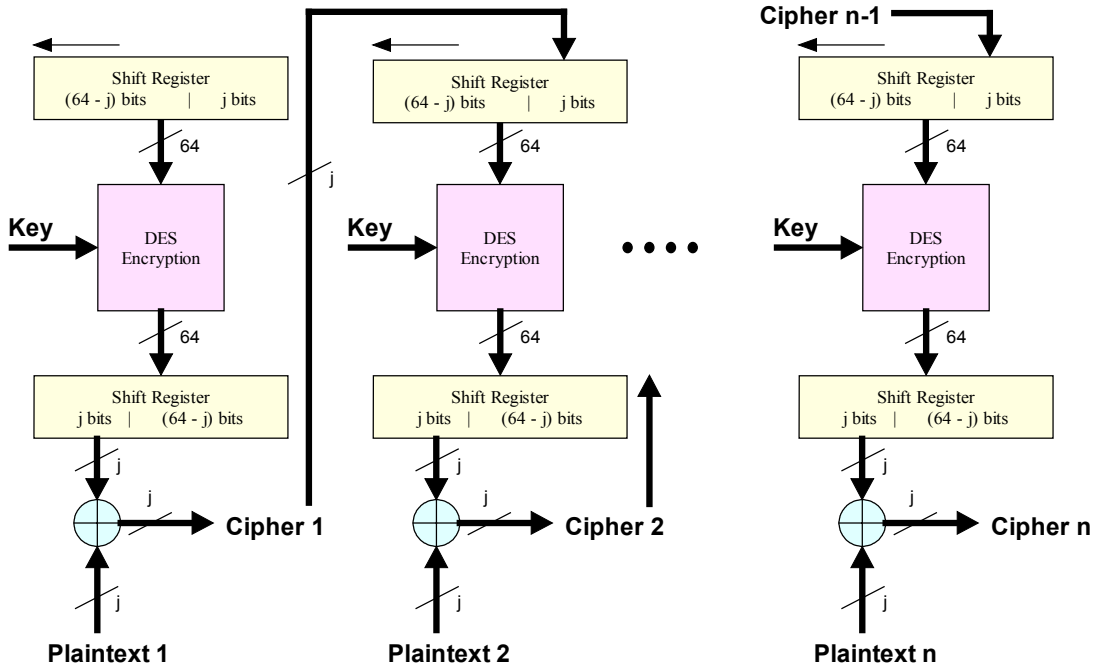 Cipher n-1
Shift Register
(64 - j) bits | j bits
Shift Register
(64 - j) bits | j bits
Shift Register
(64 - j) bits | j bits
64
j
64
64
Key
DES
Encryption
Key
DES
Encryption
Key
DES
Encryption
64
64
64
Shift Register
j bits | (64 - j) bits
Shift Register
j bits | (64 - j) bits
Shift Register
j bits | (64 - j) bits
j
j
j
j
Cipher 1
j
Cipher 2
j
Cipher n
j
j
j
Plaintext 1
Plaintext 2
Plaintext n